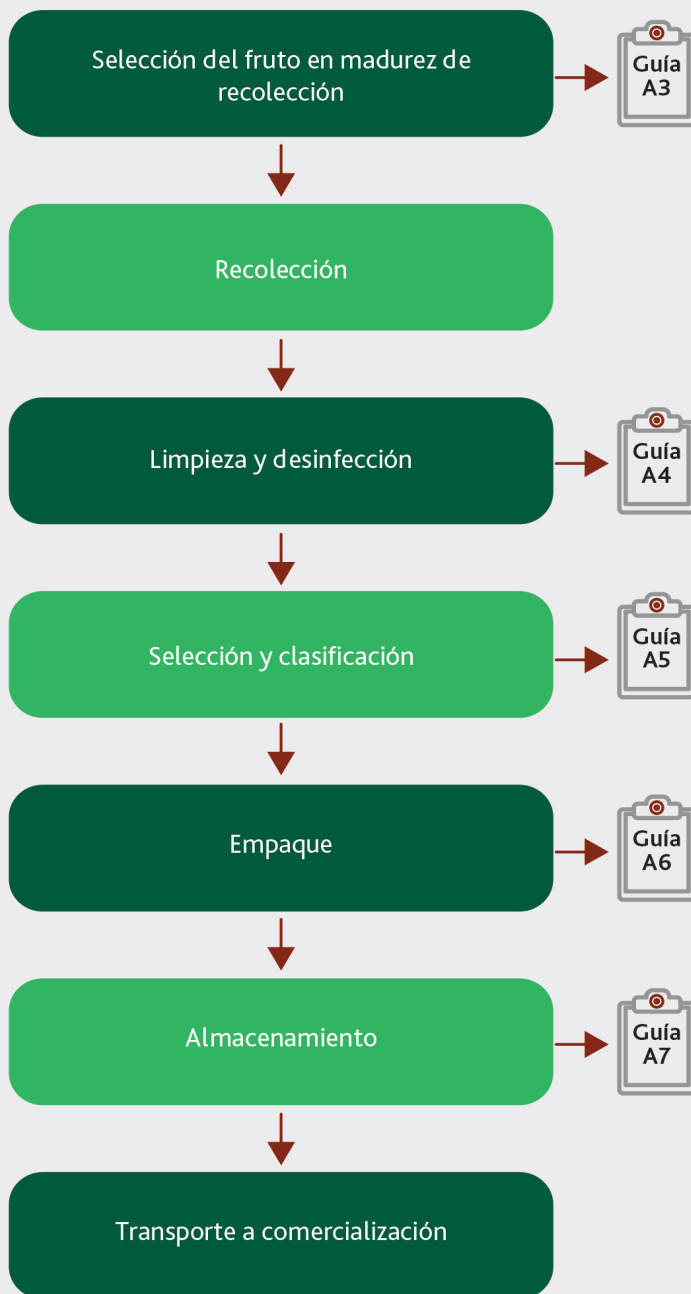 Selección del fruto en madurez de
recolección
Guía
A3
Recolección
Limpieza y desinfección
Guía
A4
Selección y clasificación
Guía
A5
Empaque
Guía
A6
Almacenamiento
Guía
A7
Transporte a comercialización